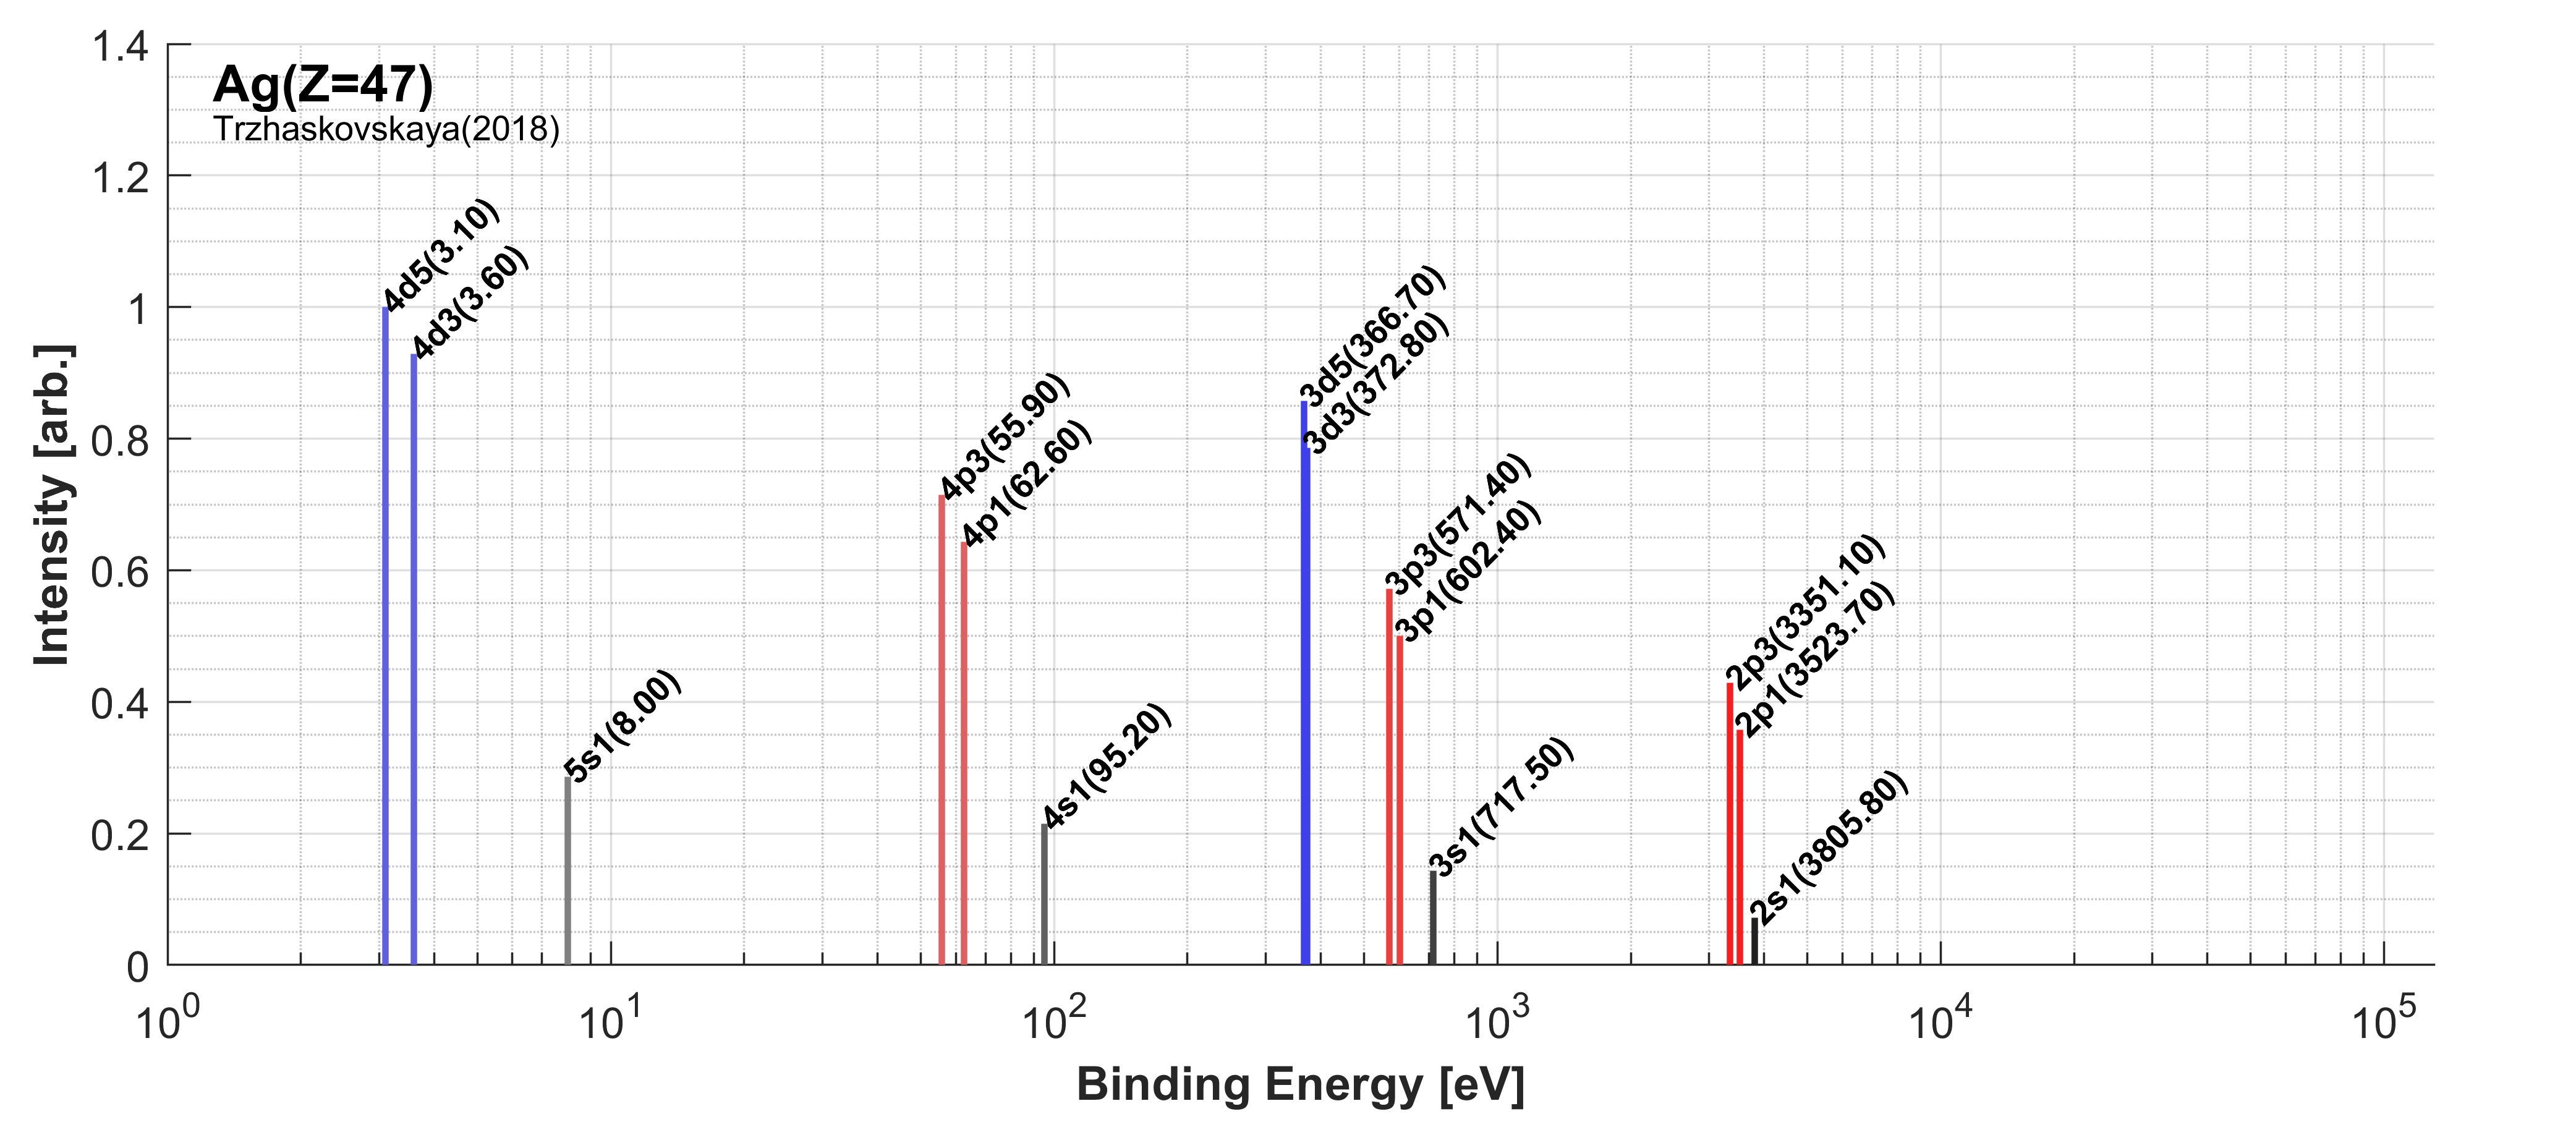 Ag(Z=47)
Trzhaskovskaya(2018)
Intensity [arb.]
1.4
1.2
1
0.8
0.6
0.4
0.2
0
4d5(3.10)
4d3(3.60)
5s1(8.00)
4p3(55.90)
4p1(62.60)
4s1(95.20)
3d5(366.70)
3d3(372.80)
3p3(571.40)
3p1(602.40)
3s1(717.50)
2p3(3351.10)
2p1(3523.70)
2s1(3805.80)
10^0 10^1 10^2 10^3 10^4 10^5
Binding Energy [eV]